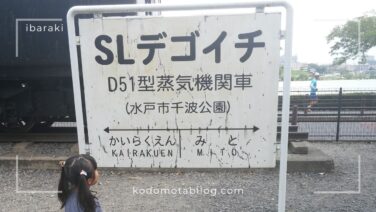 ibaraki
SLデゴイチ
D51型蒸気機関車
(水戸市千波公園)
かいらくえん みと
KAIRAKUEN MITO
kodomotablog.com